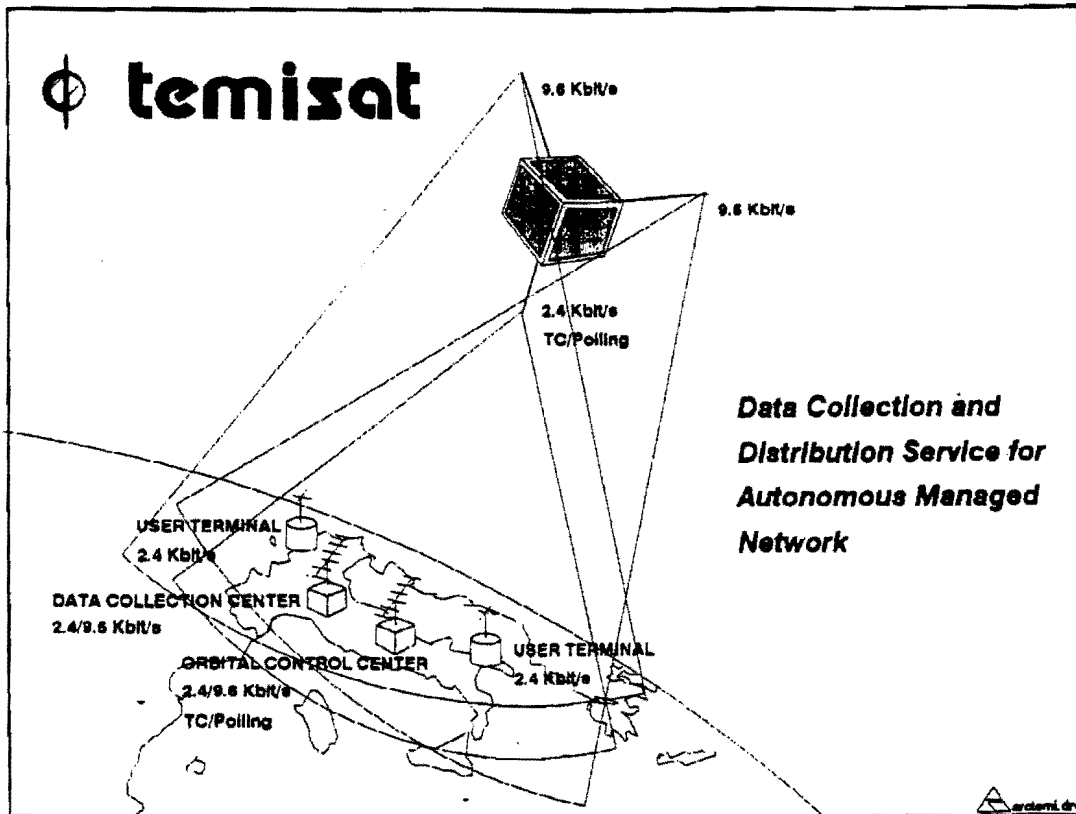 temisat
9.6 Kbit/s
9.6 Kbit/s
2.4 Kbit/s
TC/Polling
Data Collection and
Distribution Service for
Autonomous Managed
Network
USER TERMINAL
2.4 Kbit/s
DATA COLLECTION CENTER
2.4/9.6 Kbit/s
ORBITAL CONTROL CENTER
2.4/9.6 Kbit/s
TC/Polling
USER TERMINAL
2.4 Kbit/s